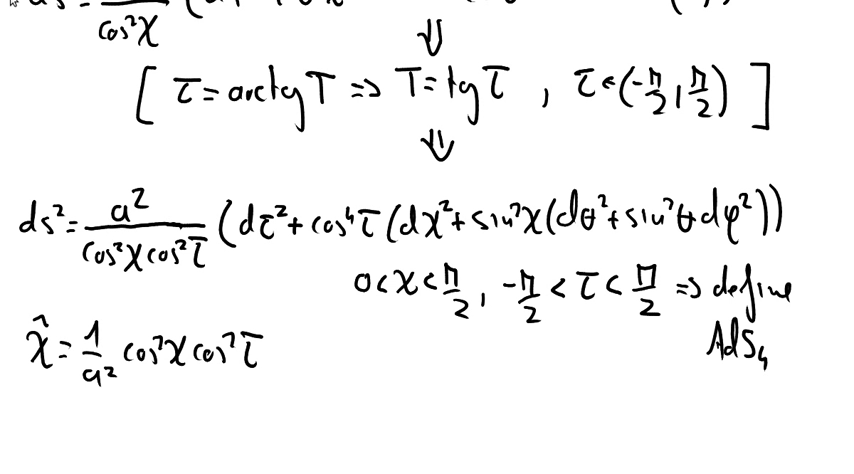 cos²χ
[ τ = arctg T => T = tg τ , τ ∈ (-π/2, π/2) ]
ds² = a²/(cos²χ cos²τ) (dτ² + cos⁴τ (dχ² + sin²χ (dθ² + sin²θ dφ²))
0 < χ < π/2, -π/2 < τ < π/2 => define
AdS₄
χ̂ = 1/a² cos²χ cos²τ